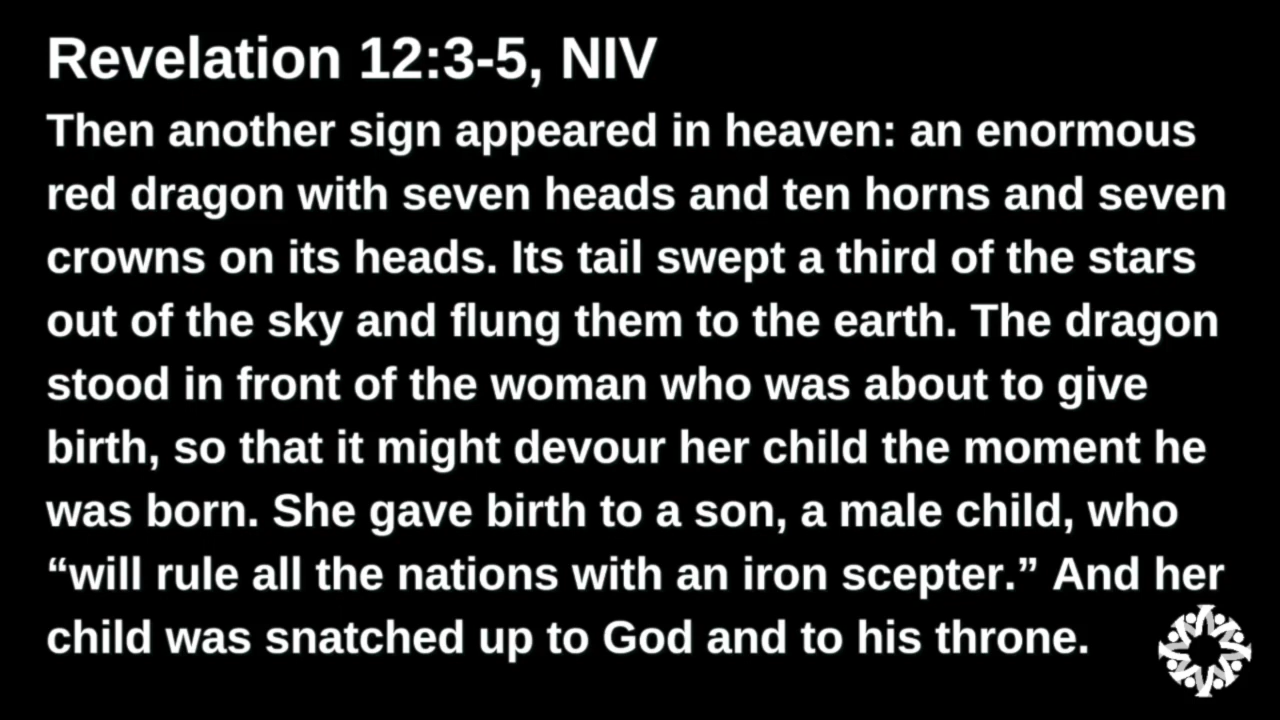 Revelation 12:3-5, NIV
Then another sign appeared in heaven: an enormous
red dragon with seven heads and ten horns and seven
crowns on its heads. Its tail swept a third of the stars
out of the sky and flung them to the earth. The dragon
stood in front of the woman who was about to give
birth, so that it might devour her child the moment he
was born. She gave birth to a son, a male child, who
“will rule all the nations with an iron scepter.” And her
child was snatched up to God and to his throne.